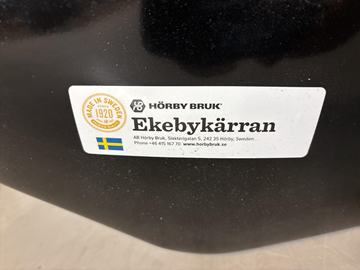 MADE IN SWEDEN
SINCE
1920
HÖRBY BRUK
Ekebykärran
AB Hörby Bruk, Stektengatan 5, 242 35 Hörby, Sweden
Phone +46 415 167 70 www.horbybruk.se